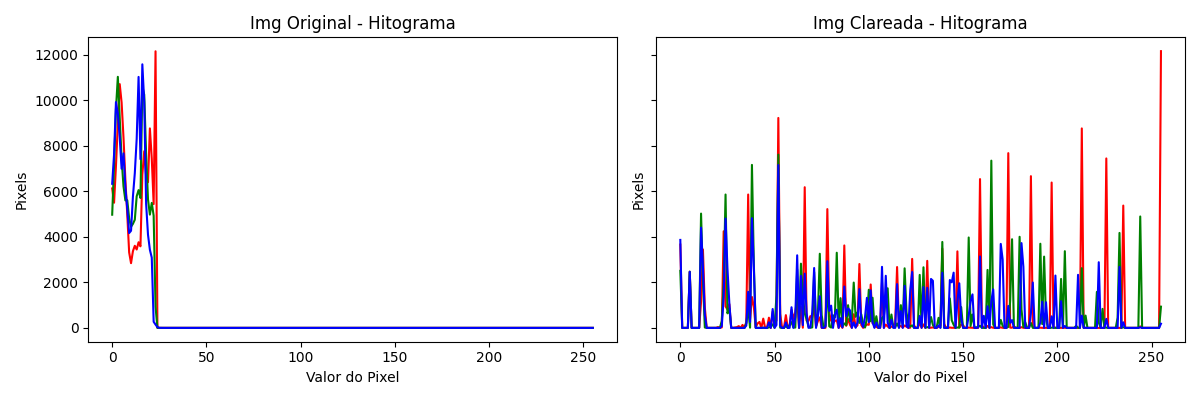 Img Original - Hitograma
Pixels
12000
10000
8000
6000
4000
2000
0
0 50 100 150 200 250
Valor do Pixel
Img Clareada - Hitograma
Pixels
0 50 100 150 200 250
Valor do Pixel